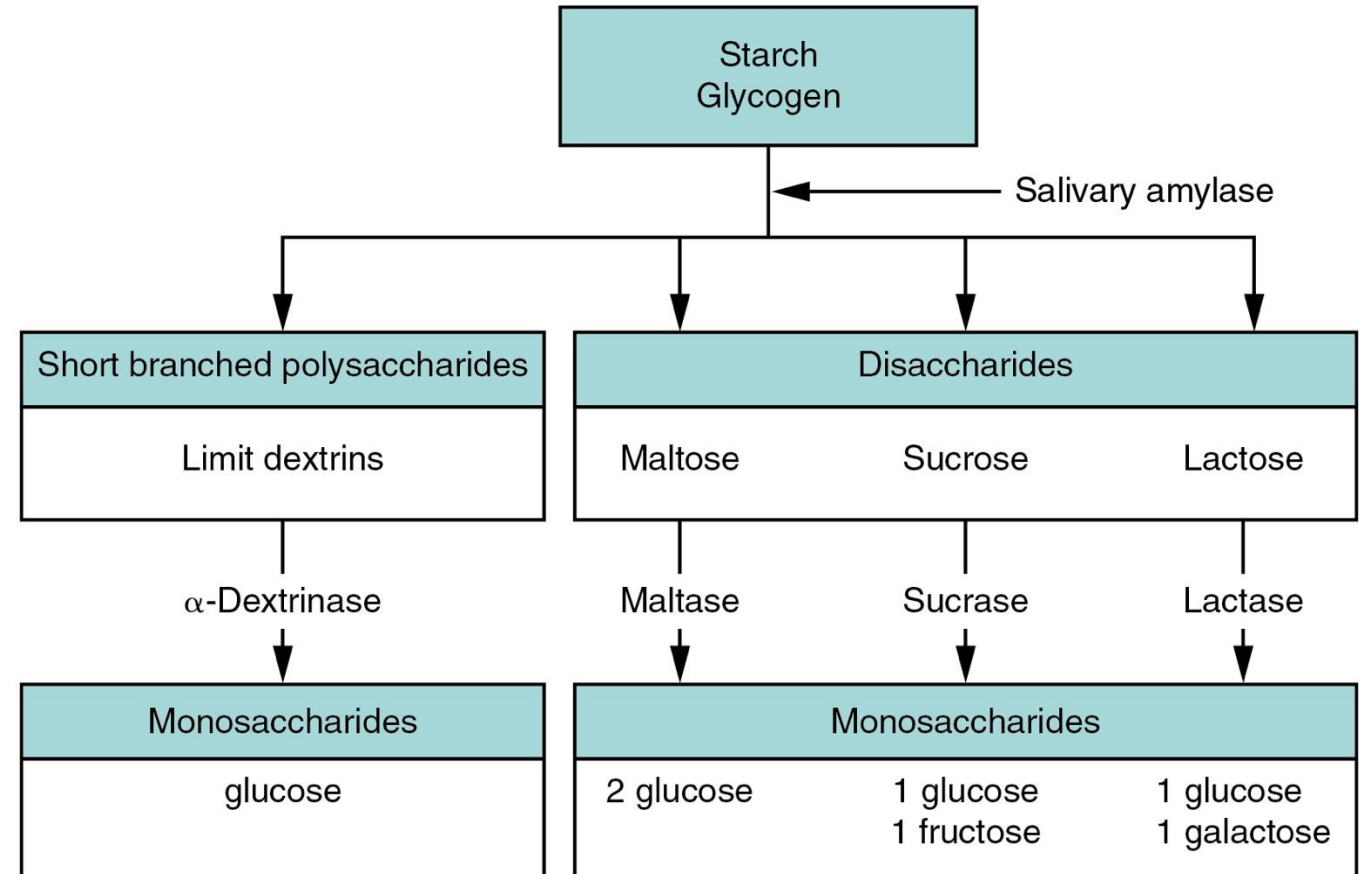 Starch
Glycogen
Salivary amylase
Short branched polysaccharides
Disaccharides
Limit dextrins
Maltose
Sucrose
Lactose
α-Dextrinase
Maltase
Sucrase
Lactase
Monosaccharides
Monosaccharides
glucose
2 glucose
1 glucose
1 fructose
1 glucose
1 galactose